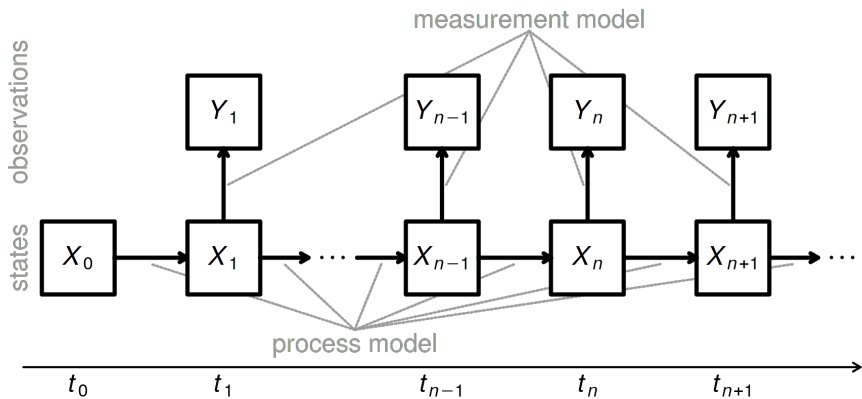 measurement model
observations
Y₁ Yₙ₋₁ Yₙ Yₙ₊₁
states
X₀ X₁ ··· Xₙ₋₁ Xₙ Xₙ₊₁ ···
process model
t₀ t₁ tₙ₋₁ tₙ tₙ₊₁